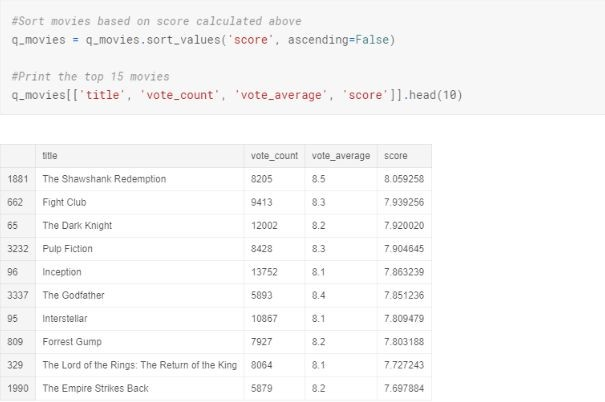 #Sort movies based on score calculated above
q_movies = q_movies.sort_values('score', ascending=False)
#Print the top 15 movies
q_movies[['title', 'vote_count', 'vote_average', 'score']].head(10)
title vote_count vote_average score
1881 The Shawshank Redemption 8205 8.5 8.059258
662 Fight Club 9413 8.3 7.939256
65 The Dark Knight 12002 8.2 7.920020
3232 Pulp Fiction 8428 8.3 7.904645
96 Inception 13752 8.1 7.863239
3337 The Godfather 5893 8.4 7.851236
95 Interstellar 10867 8.1 7.809479
809 Forrest Gump 7927 8.2 7.803188
329 The Lord of the Rings: The Return of the King 8064 8.1 7.727243
1990 The Empire Strikes Back 5879 8.2 7.697884